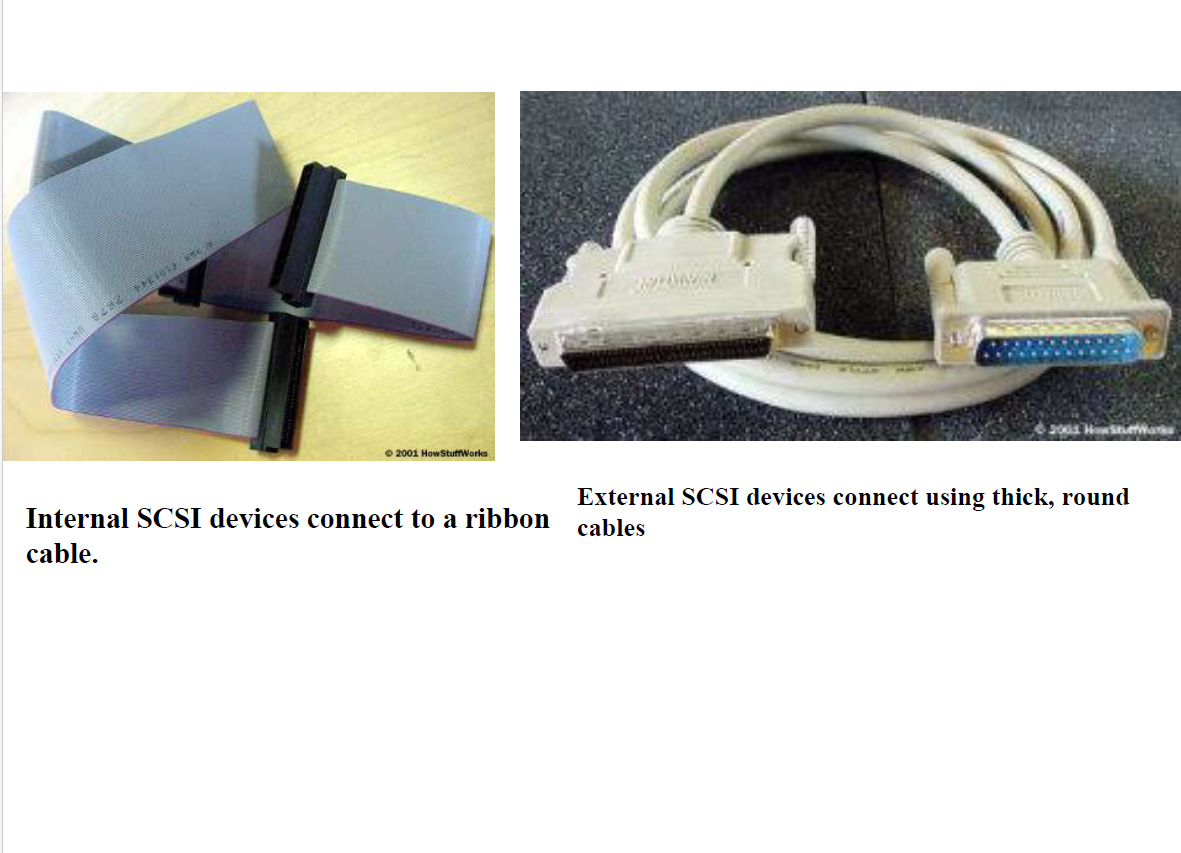 © 2001 HowStuffWorks
© 2001 HowStuffWorks
Internal SCSI devices connect to a ribbon
cable.
External SCSI devices connect using thick, round
cables